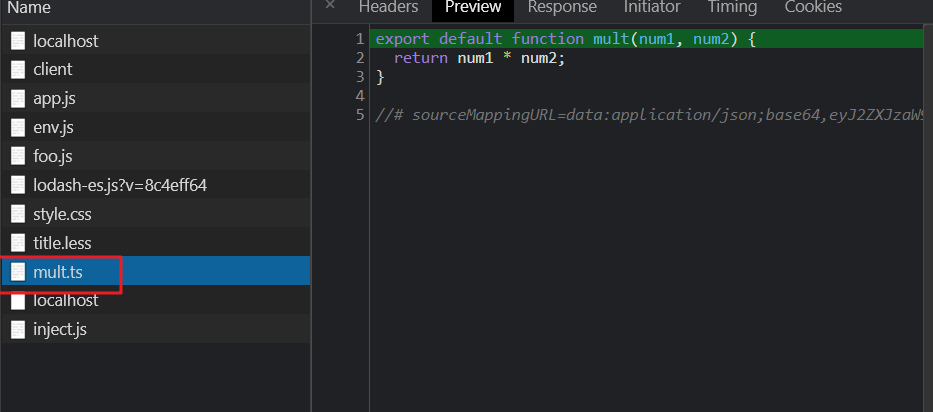 Name
× Headers Preview Response Initiator Timing Cookies
localhost
client
app.js
env.js
foo.js
lodash-es.js?v=8c4eff64
style.css
title.less
mult.ts
localhost
inject.js
1 export default function mult(num1, num2) {
2 return num1 * num2;
3 }
4
5 //# sourceMappingURL=data:application/json;base64,eyJ2ZXJzaW9